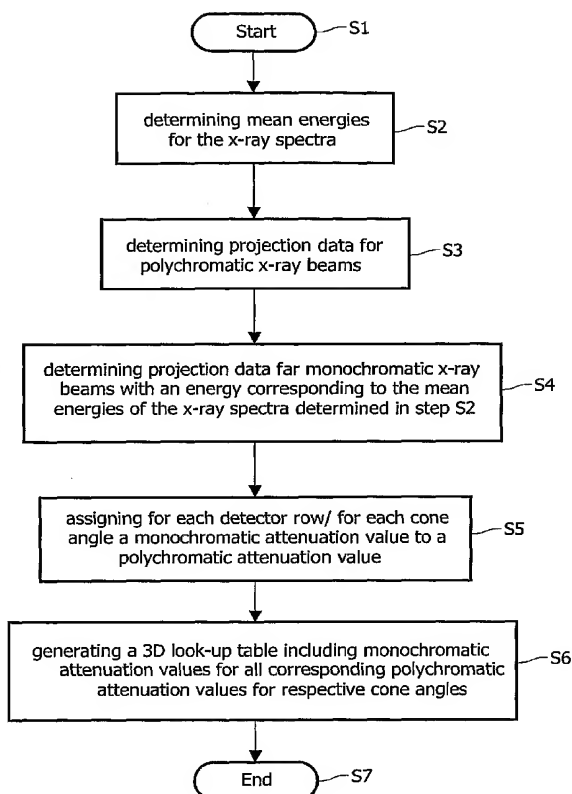 Start
S1
determining mean energies
for the x-ray spectra
S2
determining projection data for
polychromatic x-ray beams
S3
determining projection data far monochromatic x-ray
beams with an energy corresponding to the mean
energies of the x-ray spectra determined in step S2
S4
assigning for each detector row/ for each cone
angle a monochromatic attenuation value to a
polychromatic attenuation value
S5
generating a 3D look-up table including monochromatic
attenuation values for all corresponding polychromatic
attenuation values for respective cone angles
S6
End
S7